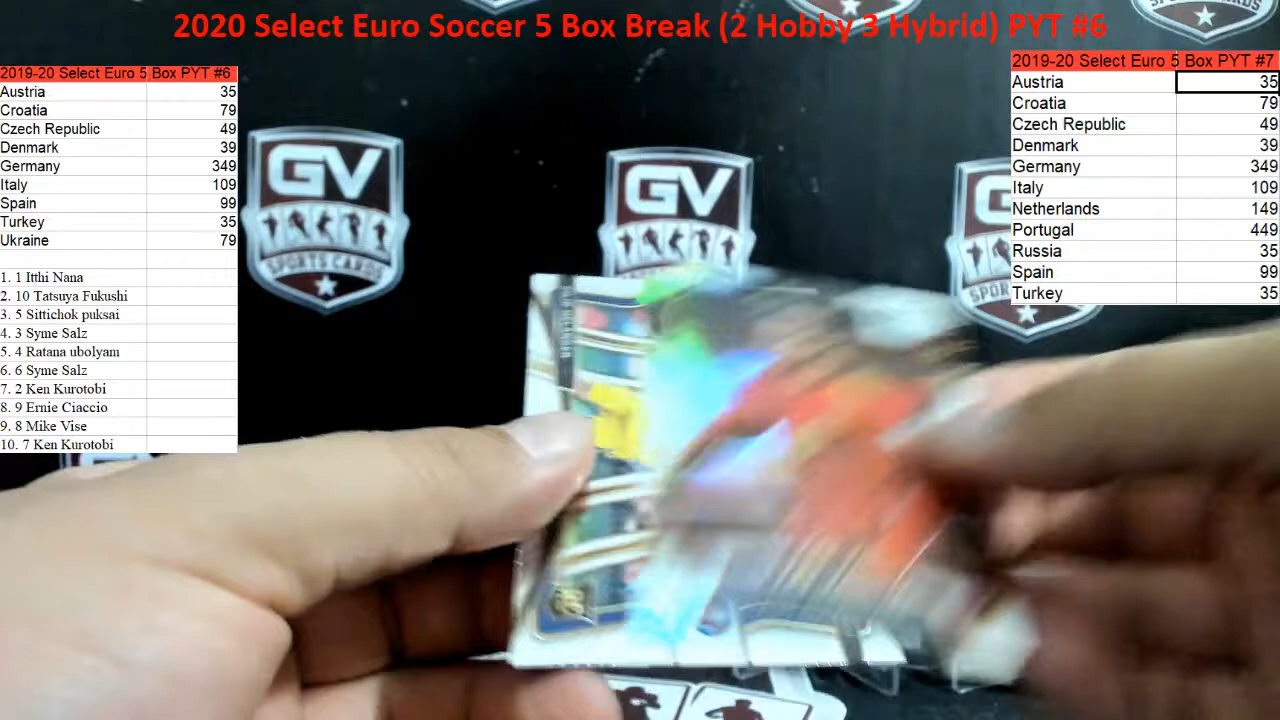 2020 Select Euro Soccer 5 Box Break (2 Hobby 3 Hybrid) PYT #6
2019-20 Select Euro 5 Box PYT #6
Austria 35
Croatia 79
Czech Republic 49
Denmark 39
Germany 349
Italy 109
Spain 99
Turkey 35
Ukraine 79
1. 1 Itthi Nana
2. 10 Tatsuya Fukushi
3. 5 Sittichok puksai
4. 3 Syme Salz
5. 4 Ratana ubolyam
6. 6 Syme Salz
7. 2 Ken Kurotobi
8. 9 Ernie Ciaccio
9. 8 Mike Vise
10. 7 Ken Kurotobi
2019-20 Select Euro 5 Box PYT #7
Austria 35
Croatia 79
Czech Republic 49
Denmark 39
Germany 349
Italy 109
Netherlands 149
Portugal 449
Russia 35
Spain 99
Turkey 35
GV
SPORTS CARDS
GV
SPORTS CARDS